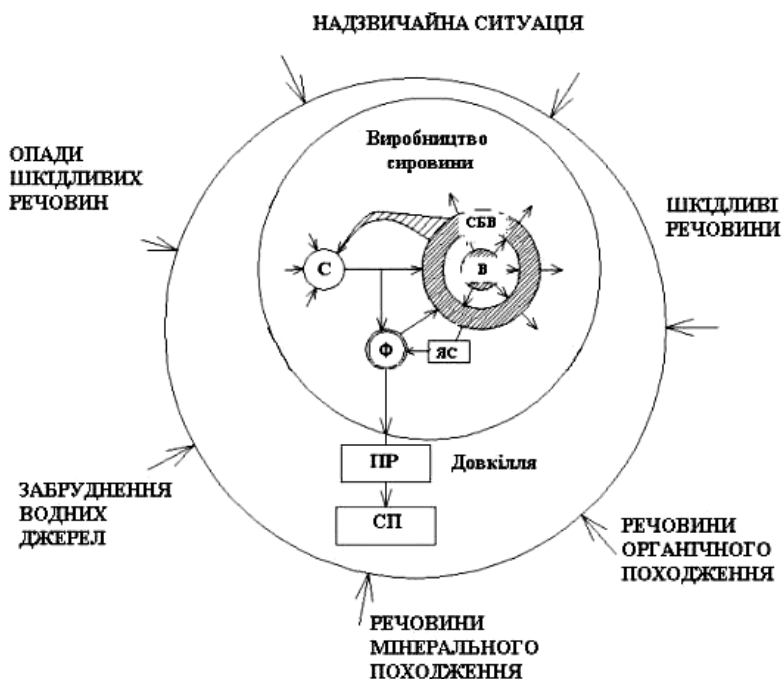 НАДЗВИЧАЙНА СИТУАЦІЯ
ОПАДИ
ШКІДЛИВИХ
РЕЧОВИН
Виробництво
сировини
ШКІДЛИВІ
РЕЧОВИНИ
СБВ
С
В
Ф
ЯС
ПР
Довкілля
СП
ЗАБРУДНЕННЯ
ВОДНИХ
ДЖЕРЕЛ
РЕЧОВИНИ
ОРГАНІЧНОГО
ПОХОДЖЕННЯ
РЕЧОВИНИ
МІНЕРАЛЬНОГО
ПОХОДЖЕННЯ